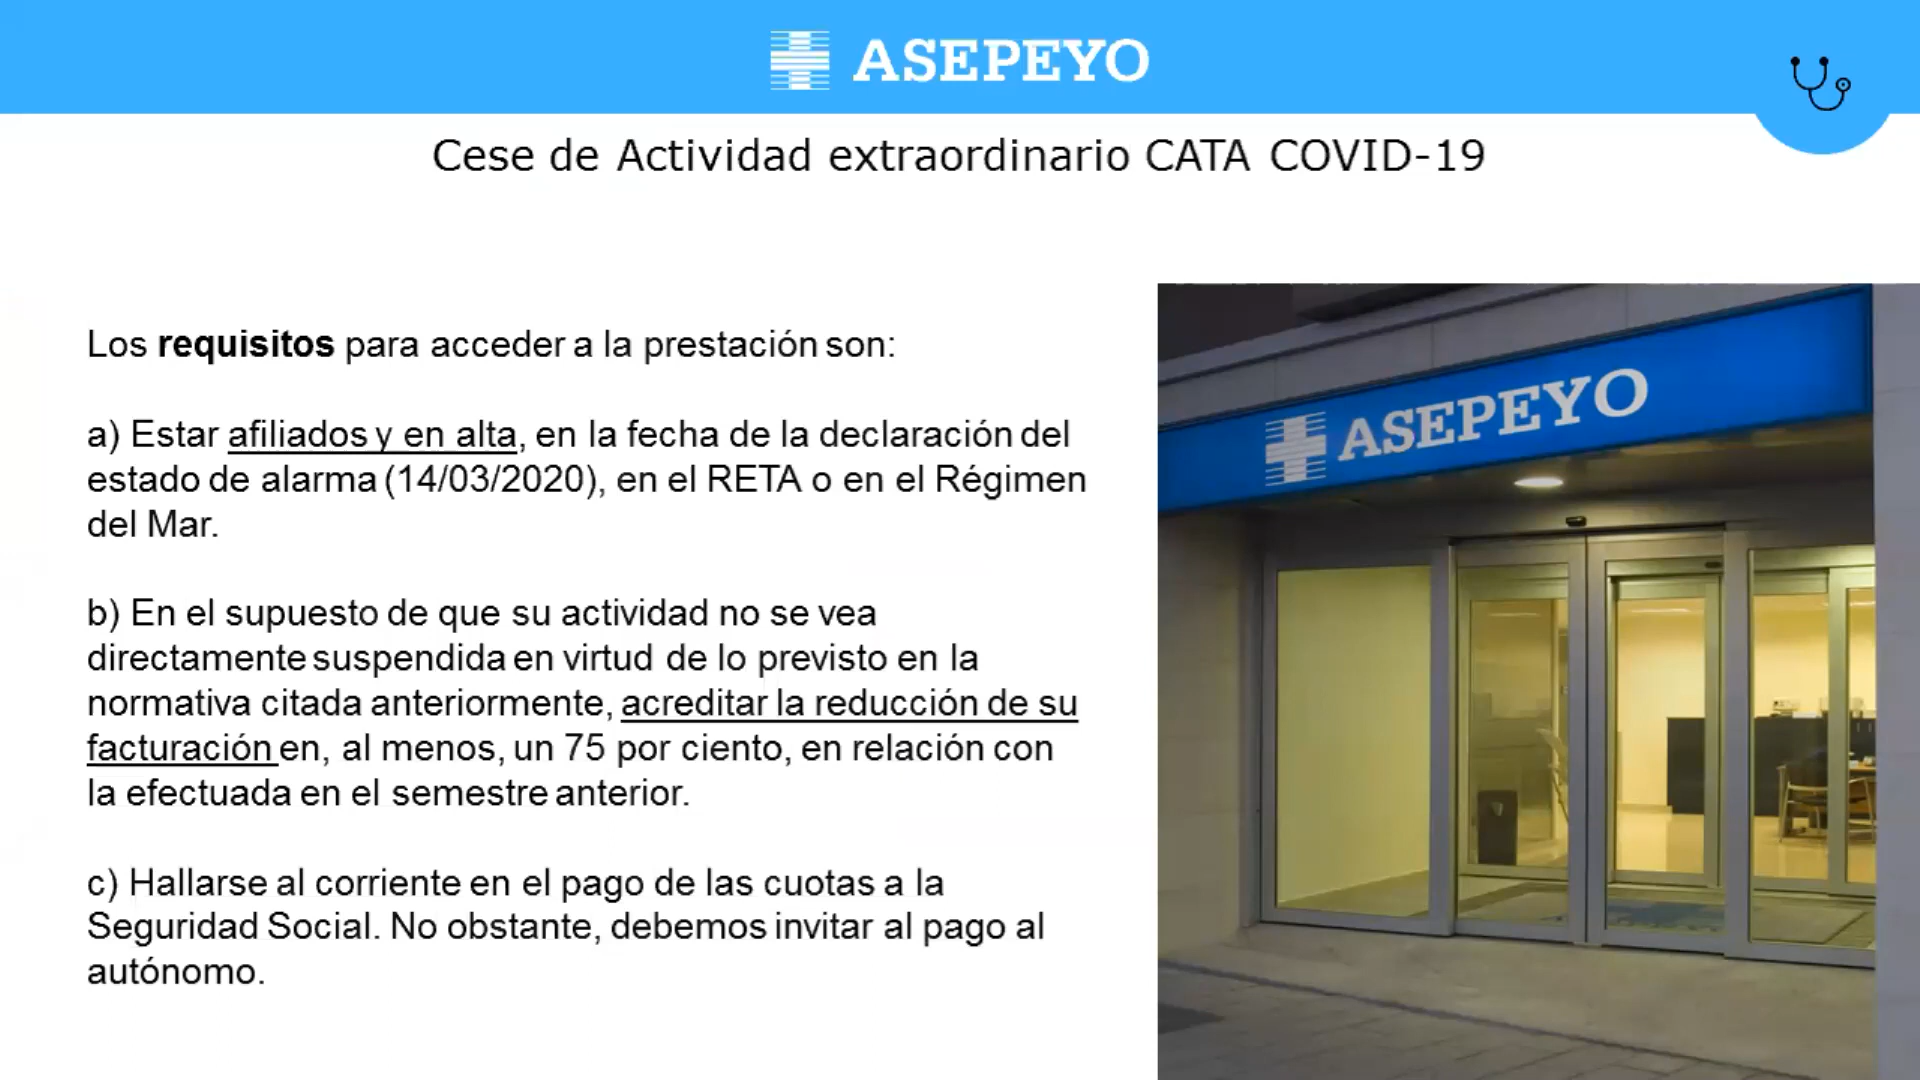 ASEPEYO
Cese de Actividad extraordinario CATA COVID-19
Los requisitos para acceder a la prestación son:
a) Estar afiliados y en alta, en la fecha de la declaración del
estado de alarma (14/03/2020), en el RETA o en el Régimen
del Mar.
b) En el supuesto de que su actividad no se vea
directamente suspendida en virtud de lo previsto en la
normativa citada anteriormente, acreditar la reducción de su
facturación en, al menos, un 75 por ciento, en relación con
la efectuada en el semestre anterior.
c) Hallarse al corriente en el pago de las cuotas a la
Seguridad Social. No obstante, debemos invitar al pago al
autónomo.
ASEPEYO